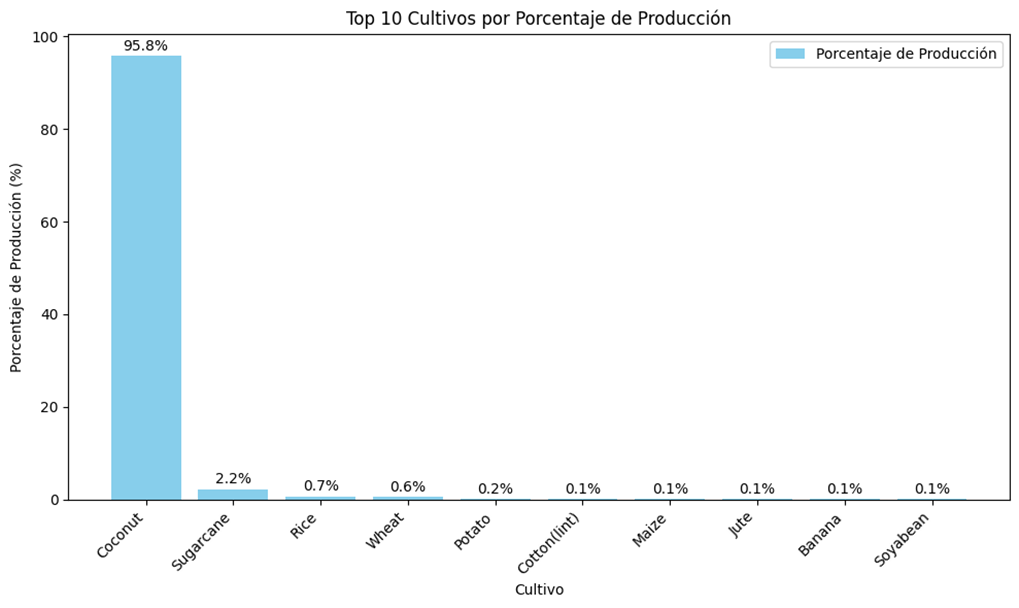 Top 10 Cultivos por Porcentaje de Producción
Porcentaje de Producción
Porcentaje de Producción (%)
100
80
60
40
20
0
95.8%
2.2%
0.7%
0.6%
0.2%
0.1%
0.1%
0.1%
0.1%
0.1%
Coconut
Sugarcane
Rice
Wheat
Potato
Cotton(lint)
Maize
Jute
Banana
Soyabean
Cultivo